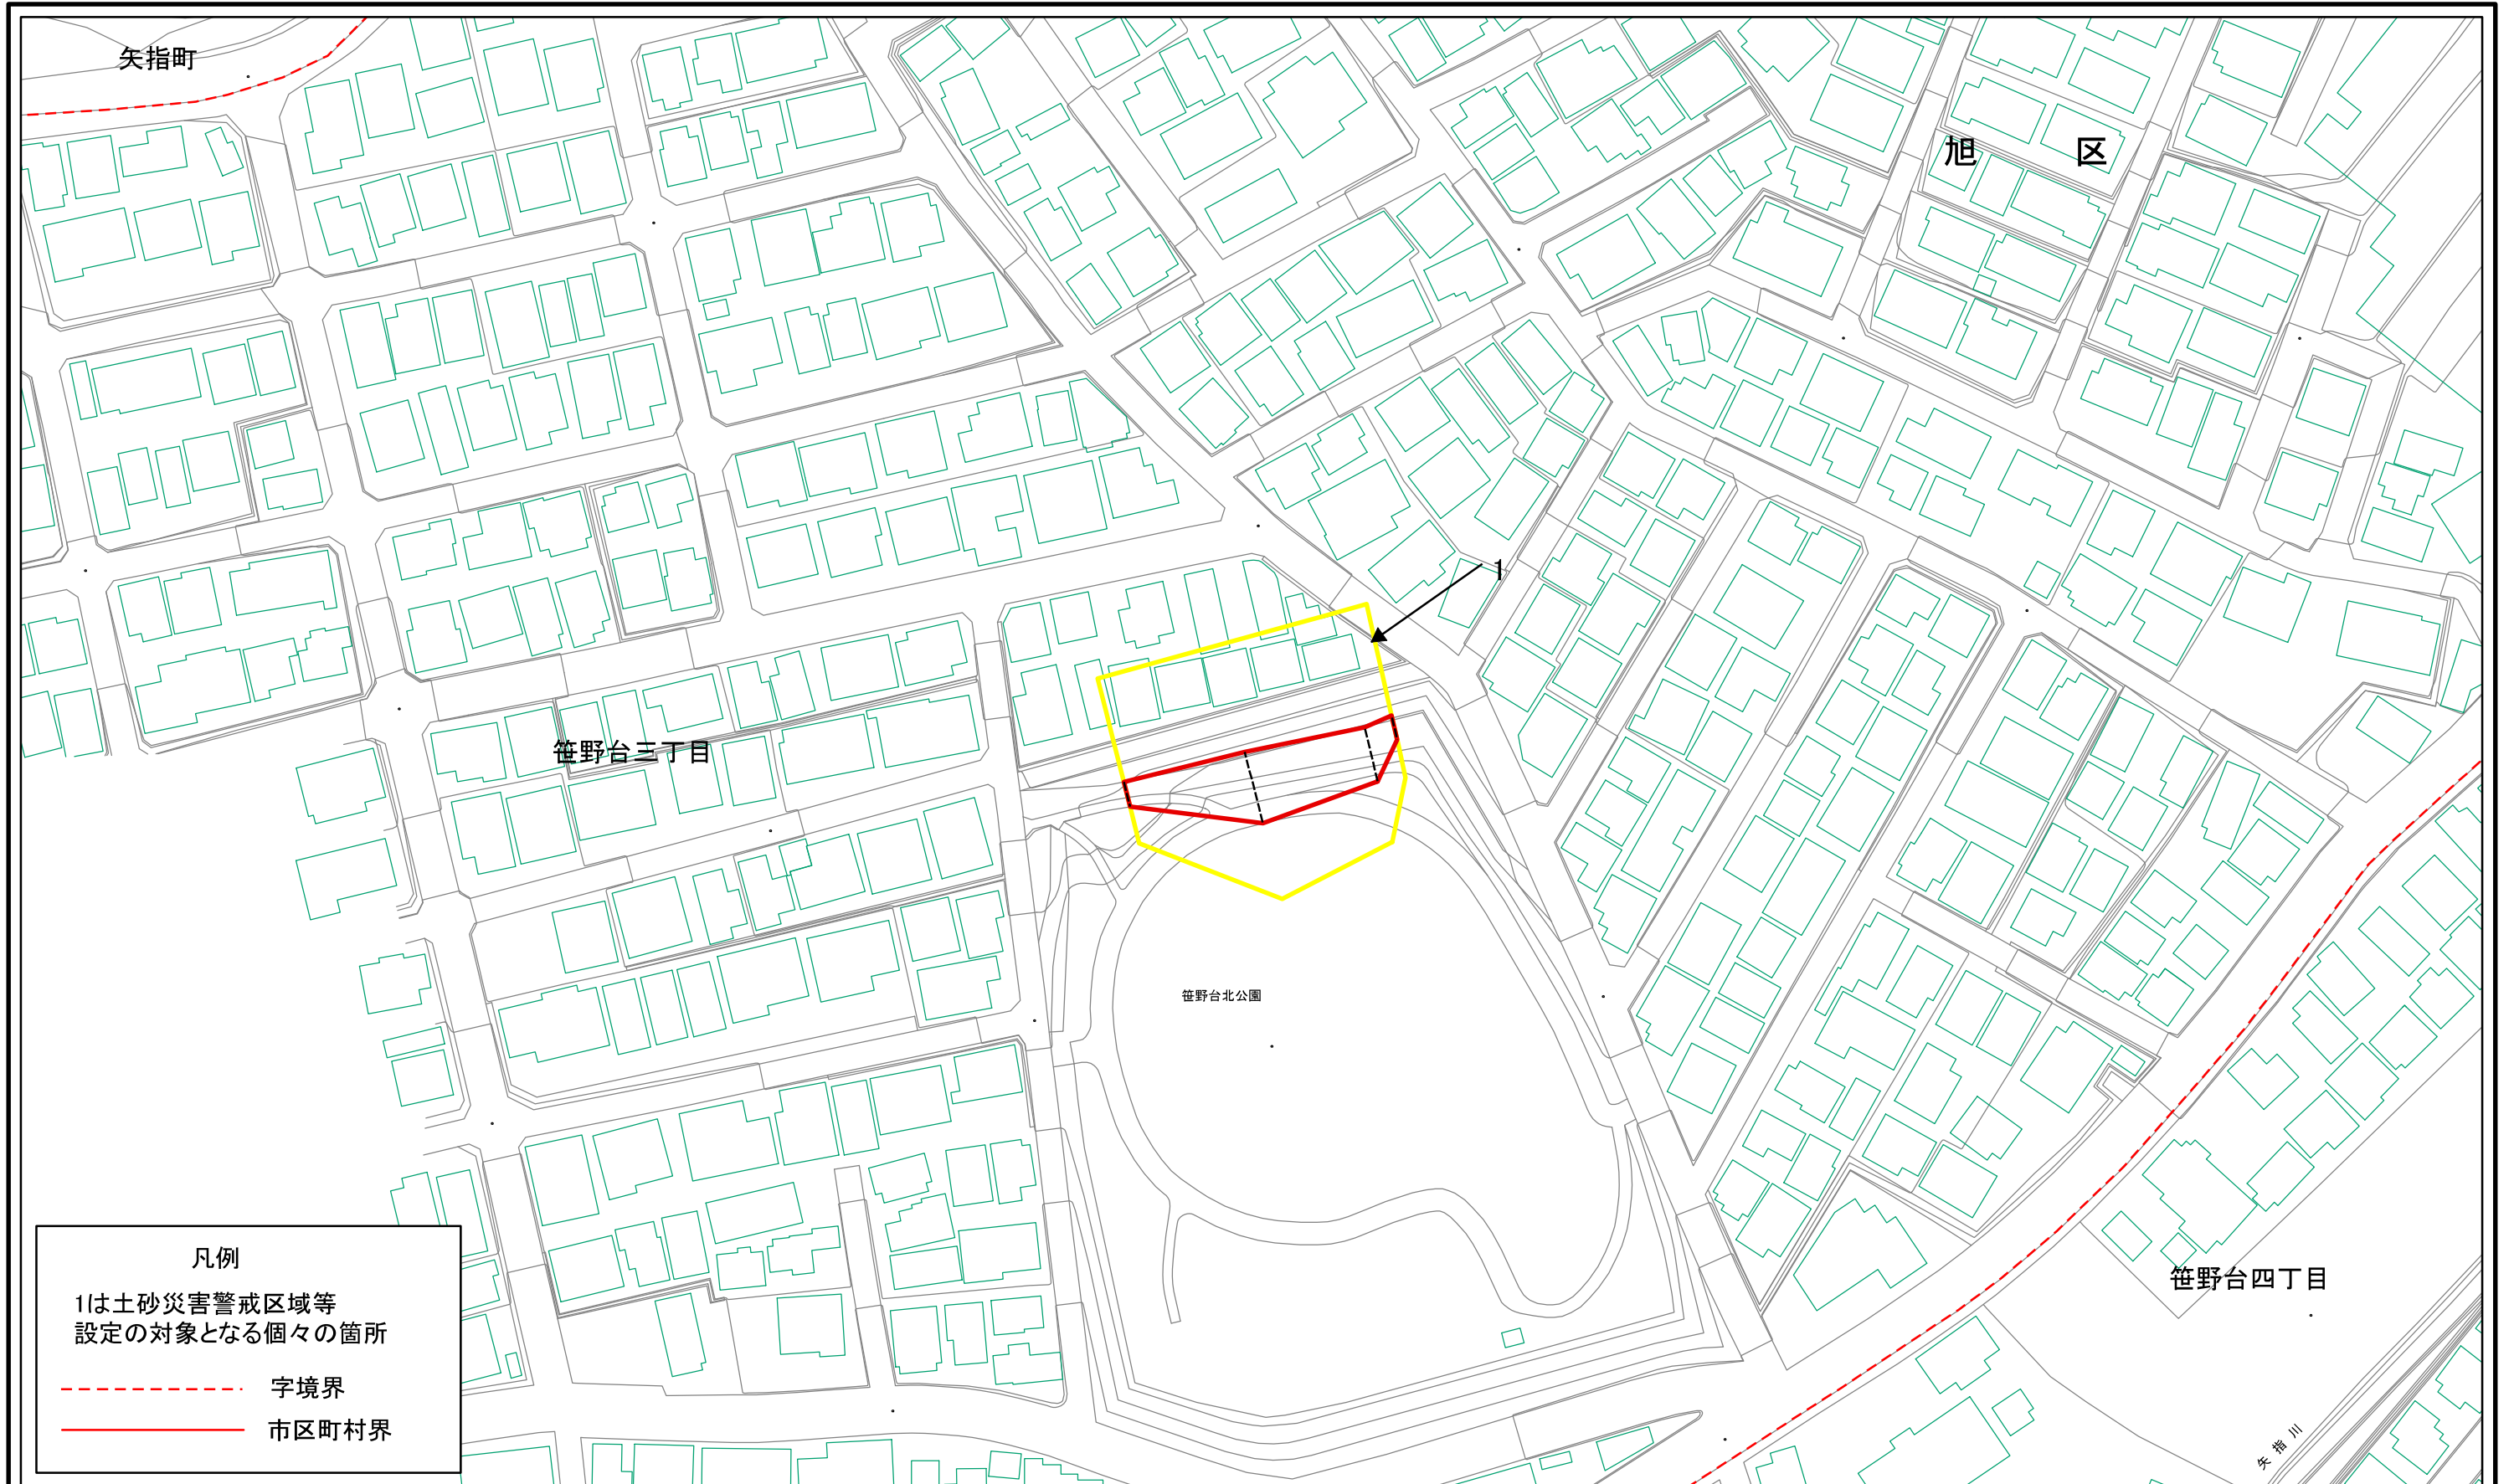 矢指町
旭 区
1
笹野台三丁目
笹野台北公園
凡例
1は土砂災害警戒区域等
設定の対象となる個々の箇所
字境界
市区町村界
笹野台四丁目
矢指川